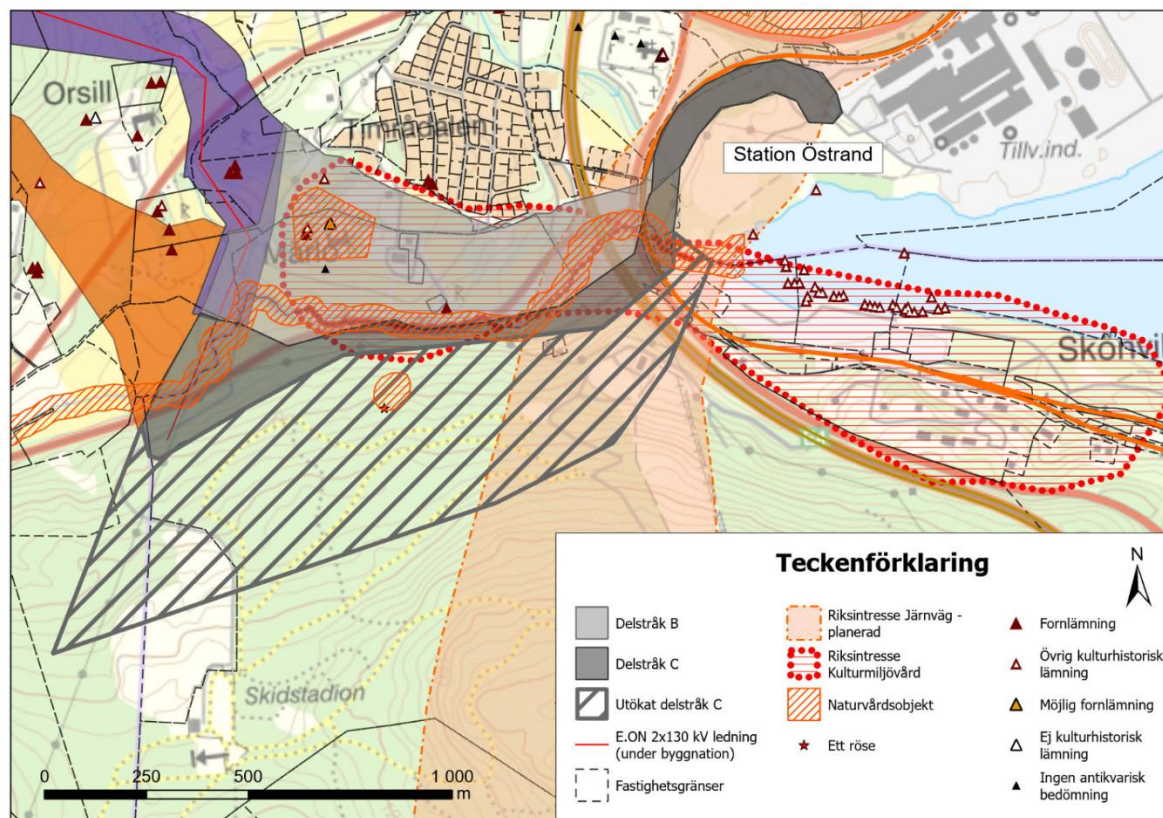 Orsill
Timrådalen
Station Östrand
Tillv.ind.
Skönvi
Skidstadion
0 250 500 1 000
m
Teckenförklaring
N
Delstråk B
Delstråk C
Utökat delstråk C
E.ON 2x130 kV ledning
(under byggnation)
Fastighetsgränser
Riksintresse Järnväg -
planerad
Riksintresse
Kulturmiljövård
Naturvårdsobjekt
Ett röse
Fornlämning
Övrig kulturhistorisk
lämning
Möjlig fornlämning
Ej kulturhistorisk
lämning
Ingen antikvarisk
bedömning